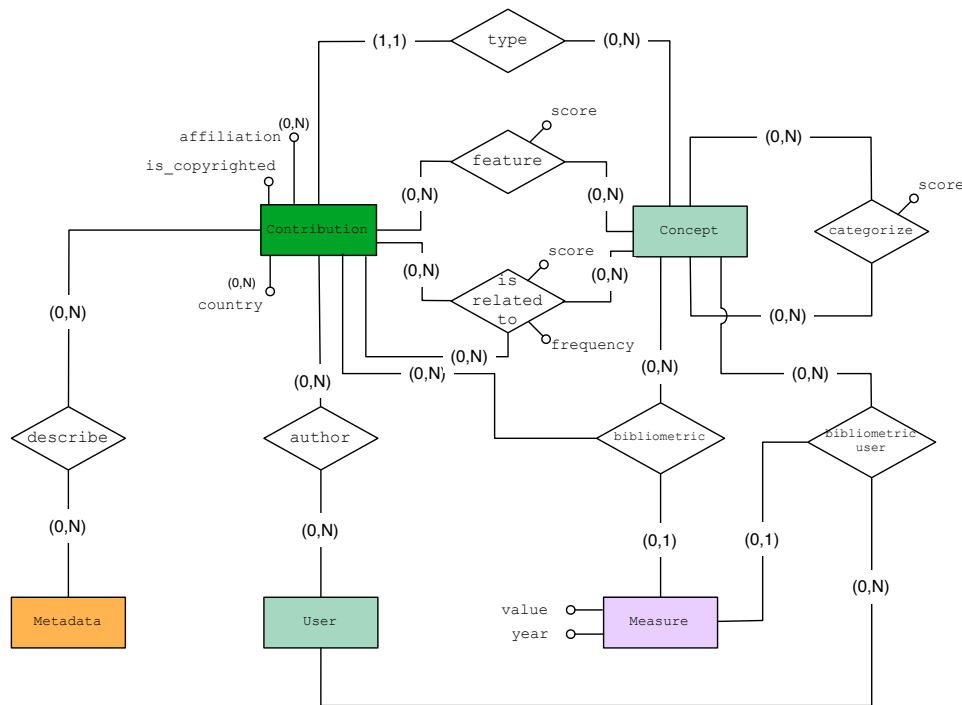 type
(1,1)
(0,N)
score
(0,N)
affiliation
(0,N)
is_copyrighted
feature
score
(0,N)
(0,N)
Contribution
Concept
categorize
score
(0,N)
(0,N)
is
related
to
(0,N)
country
(0,N)
(0,N)
frequency
(0,N)
(0,N)
(0,N)
(0,N)
(0,N)
(0,N)
describe
author
bibliometric
bibliometric
user
(0,N)
(0,N)
(0,1)
(0,1)
(0,N)
Metadata
User
value
year
Measure